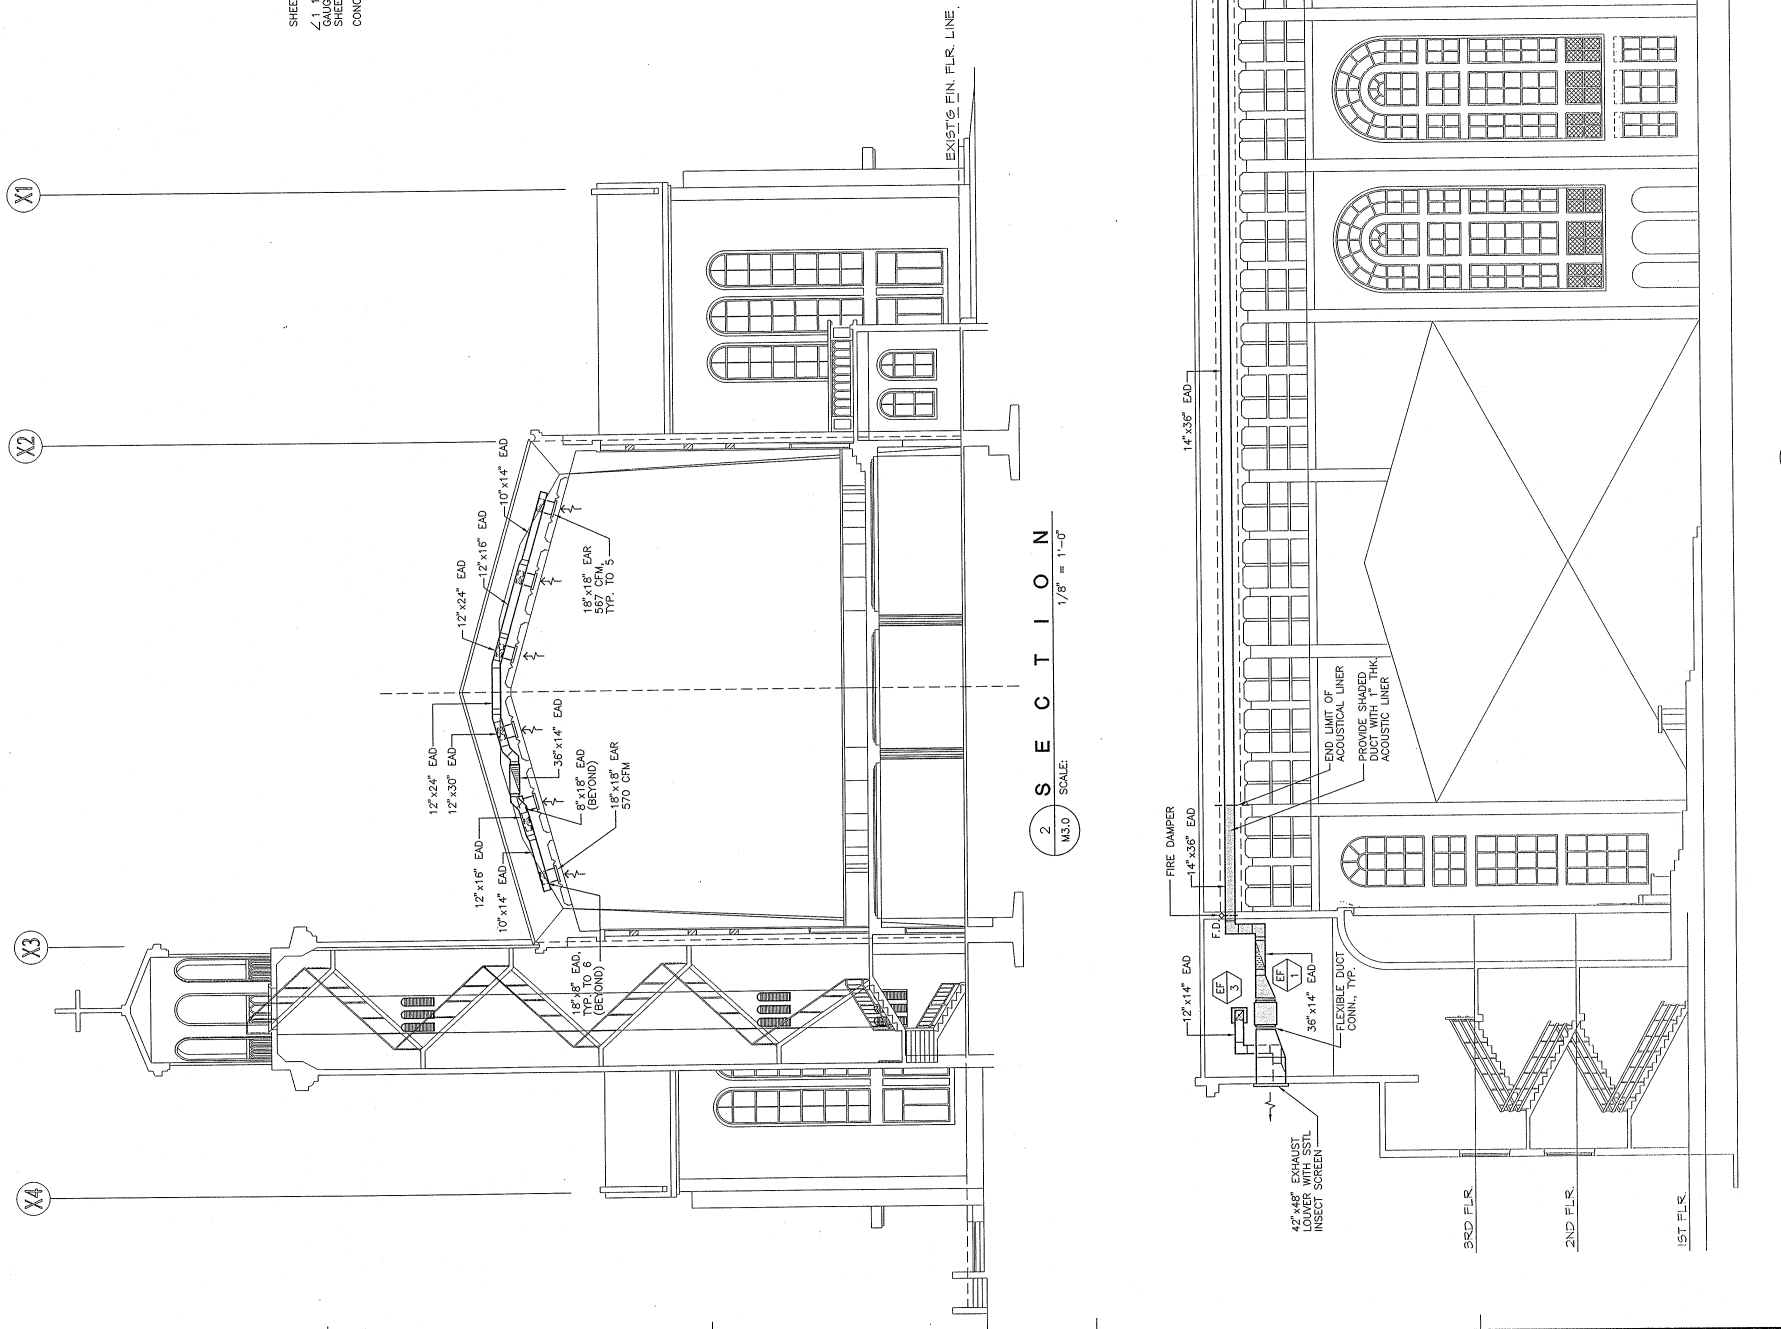 SHEE
∠1 1
GAUG
SHEE
CONC
X1
X2
X3
X4
EXIST'G FIN. FLR. LINE
10"x14" EAD
12"x16" EAD
12"x24" EAD
18"x18" EAR
567 CFM,
TYP. TO 5
12"x24" EAD
12"x30" EAD
36"x14" EAD
8"x18" EAD
(BEYOND)
18"x18" EAR
570 CFM
12"x16" EAD
10"x14" EAD
18"x8" EAD,
TYP. TO 6
(BEYOND)
2
M3.0
SECTION
SCALE:
1/8" = 1'-0"
14"x36" EAD
END LIMIT OF
ACOUSTICAL LINER
PROVIDE SHADED
DUCT WITH 1" THK.
ACOUSTIC LINER
FIRE DAMPER
14"x36" EAD
F.D.
12"x14" EAD
EF
3
EF
1
36"x14" EAD
FLEXIBLE DUCT
CONN., TYP.
42"x48" EXHAUST
LOUVER WITH SSTL
INSECT SCREEN
3RD FLR.
2ND FLR.
1ST FLR.